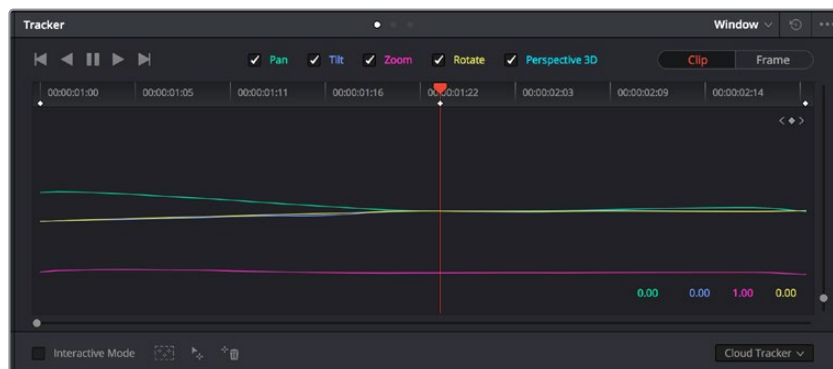 Tracker Window
Pan Tilt Zoom Rotate Perspective 3D Clip Frame
00:00:01:00 00:00:01:05 00:00:01:11 00:00:01:16 00:00:01:22 00:00:02:03 00:00:02:09 00:00:02:14
0.00 0.00 1.00 0.00
Interactive Mode Cloud Tracker